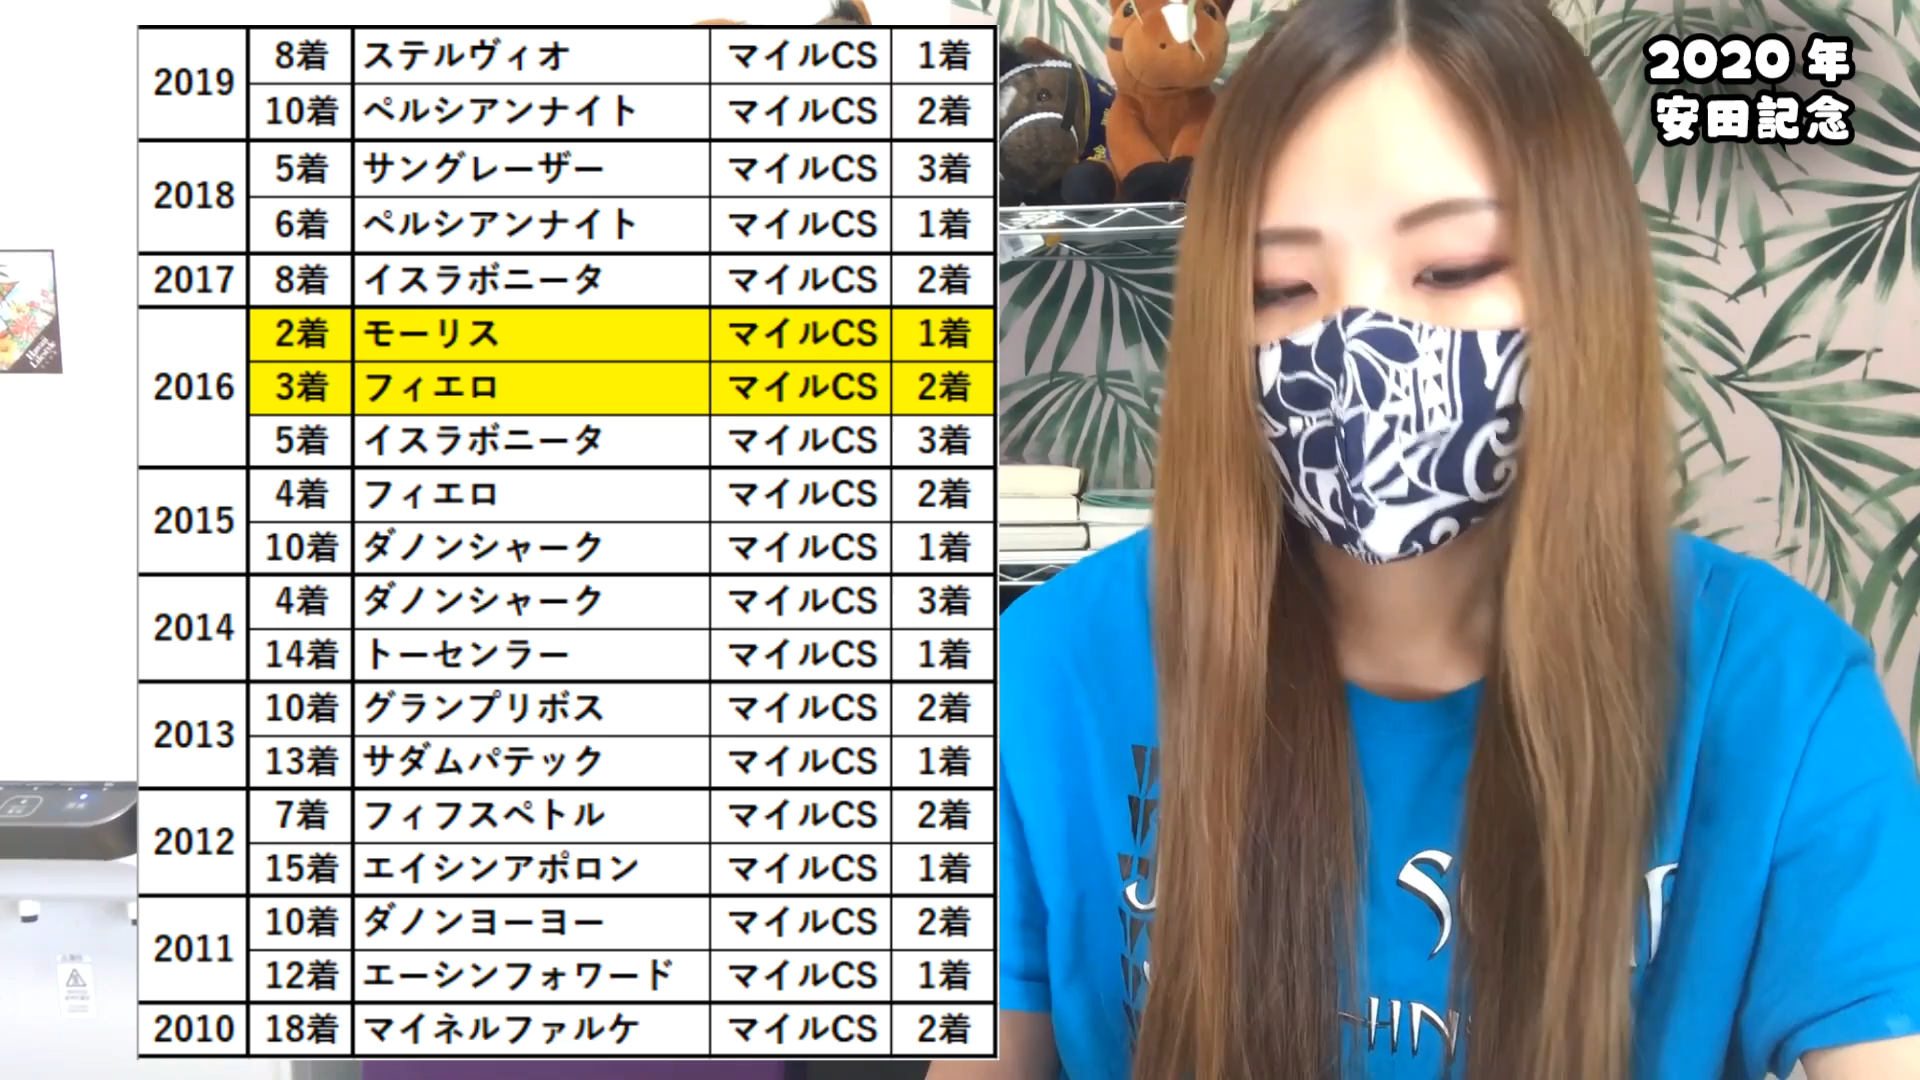 2020年
安田記念
2019 8着 ステルヴィオ マイルCS 1着
10着 ペルシアンナイト マイルCS 2着
2018 5着 サングレーザー マイルCS 3着
6着 ペルシアンナイト マイルCS 1着
2017 8着 イスラボニータ マイルCS 2着
2016 2着 モーリス マイルCS 1着
3着 フィエロ マイルCS 2着
5着 イスラボニータ マイルCS 3着
2015 4着 フィエロ マイルCS 2着
10着 ダノンシャーク マイルCS 1着
2014 4着 ダノンシャーク マイルCS 3着
14着 トーセンラー マイルCS 1着
2013 10着 グランプリボス マイルCS 2着
13着 サダムパテック マイルCS 1着
2012 7着 フィフスペトル マイルCS 2着
15着 エイシンアポロン マイルCS 1着
2011 10着 ダノンヨーヨー マイルCS 2着
12着 エーシンフォワード マイルCS 1着
2010 18着 マイネルファルケ マイルCS 2着